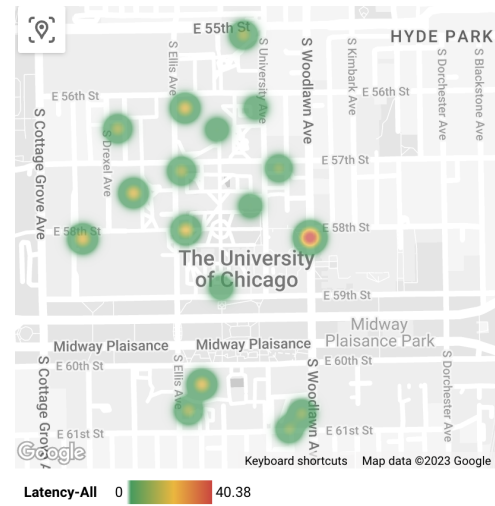 E 55th St
HYDE PARK
S Ellis Ave
S University Ave
S Woodlawn Ave
S Kimbark Ave
S Dorchester Ave
S Blackstone Ave
E 56th St
E 56th St
S Cottage Grove Ave
S Drexel Ave
E 57th St
E 58th St
E 58th St
The University
of Chicago
E 59th St
Midway
Plaisance Park
Midway Plaisance
Midway Plaisance
E 60th St
E 60th St
S Cottage Grove A
S Ellis Ave
S Woodlawn Av
S Dorchester Ave
E 61st St
E 61st St
Google
Keyboard shortcuts
Map data ©2023 Google
Latency-All
0
40.38